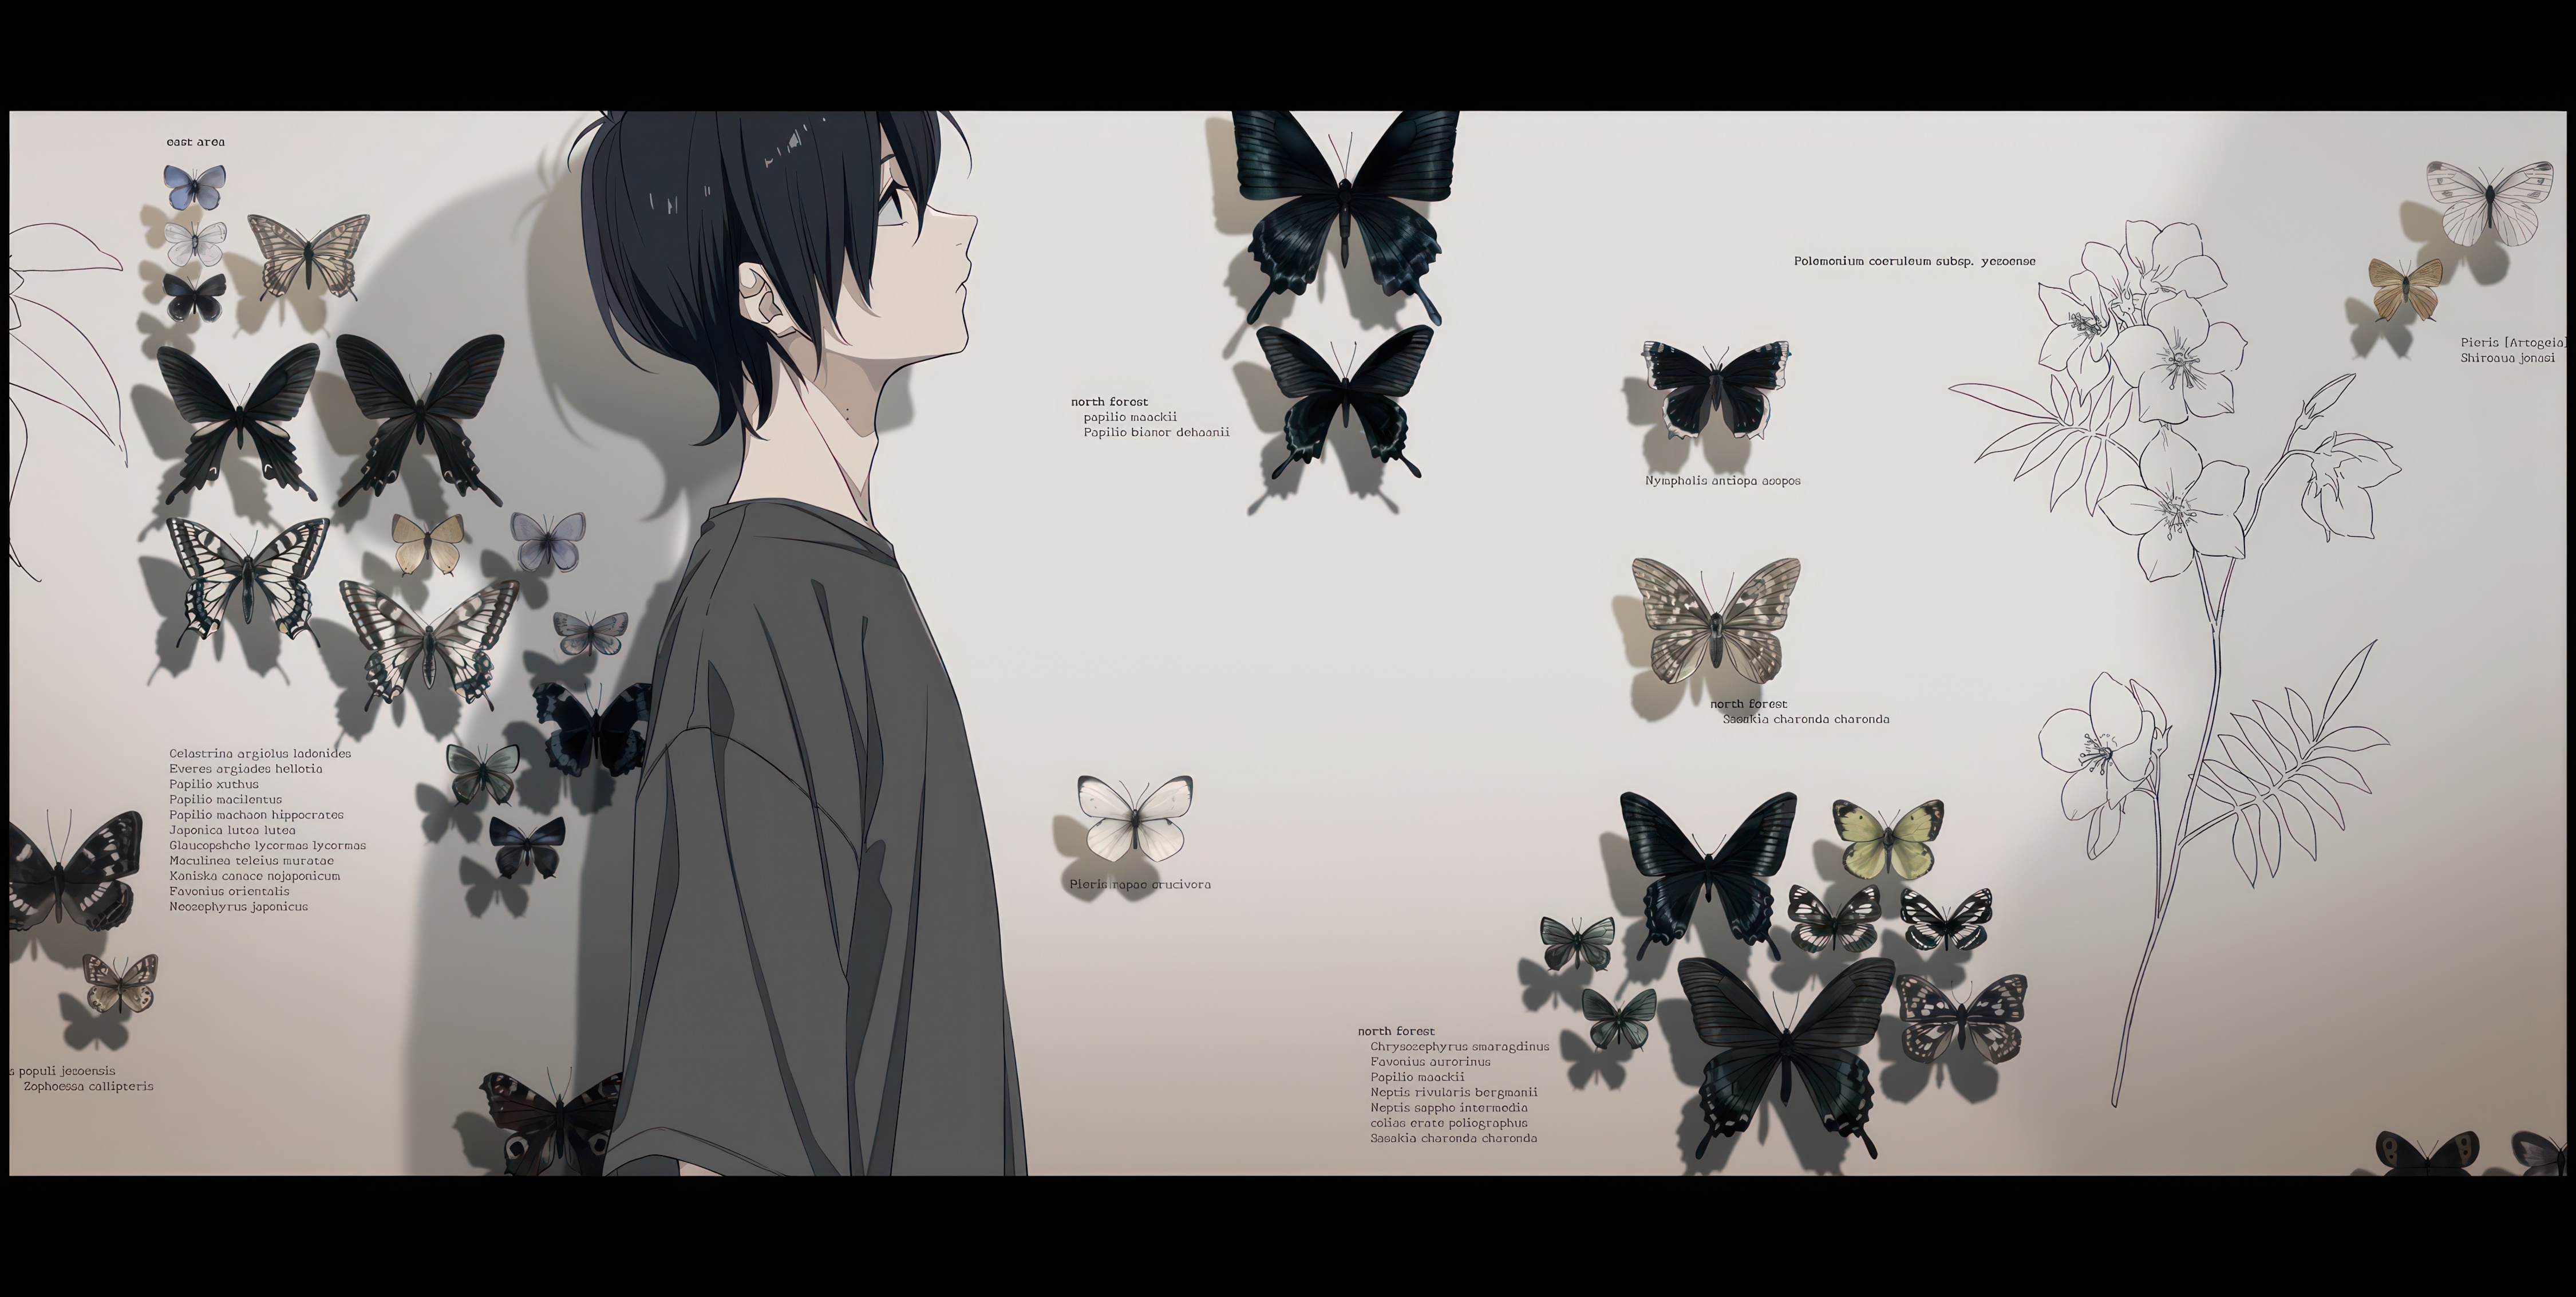 east area
Celastrina argiolus ladonides
Everes argiades hellotia
Papilio xuthus
Papilio macilentus
Papilio machaon hippocrates
Japonica lutea lutea
Glaucopshche lycormas lycormas
Maculinea teleius muratae
Kaniska canace nojaponicum
Favonius orientalis
Neozephyrus japonicus
s populi jezoensis
Zophoessa callipteris
north forest
papilio maackii
Papilio bianor dehaanii
Pieris rapae crucivora
Polemonium coeruleum subsp. yezoense
Nymphalis antiopa asopos
north forest
Sasakia charonda charonda
north forest
Chrysozephyrus smaragdinus
Favonius aurorinus
Papilio maackii
Neptis rivularis bergmanii
Neptis sappho intermedia
colias erate poliographus
Sasakia charonda charonda
Pieris [Artogeia]
Shiroaua jonasi